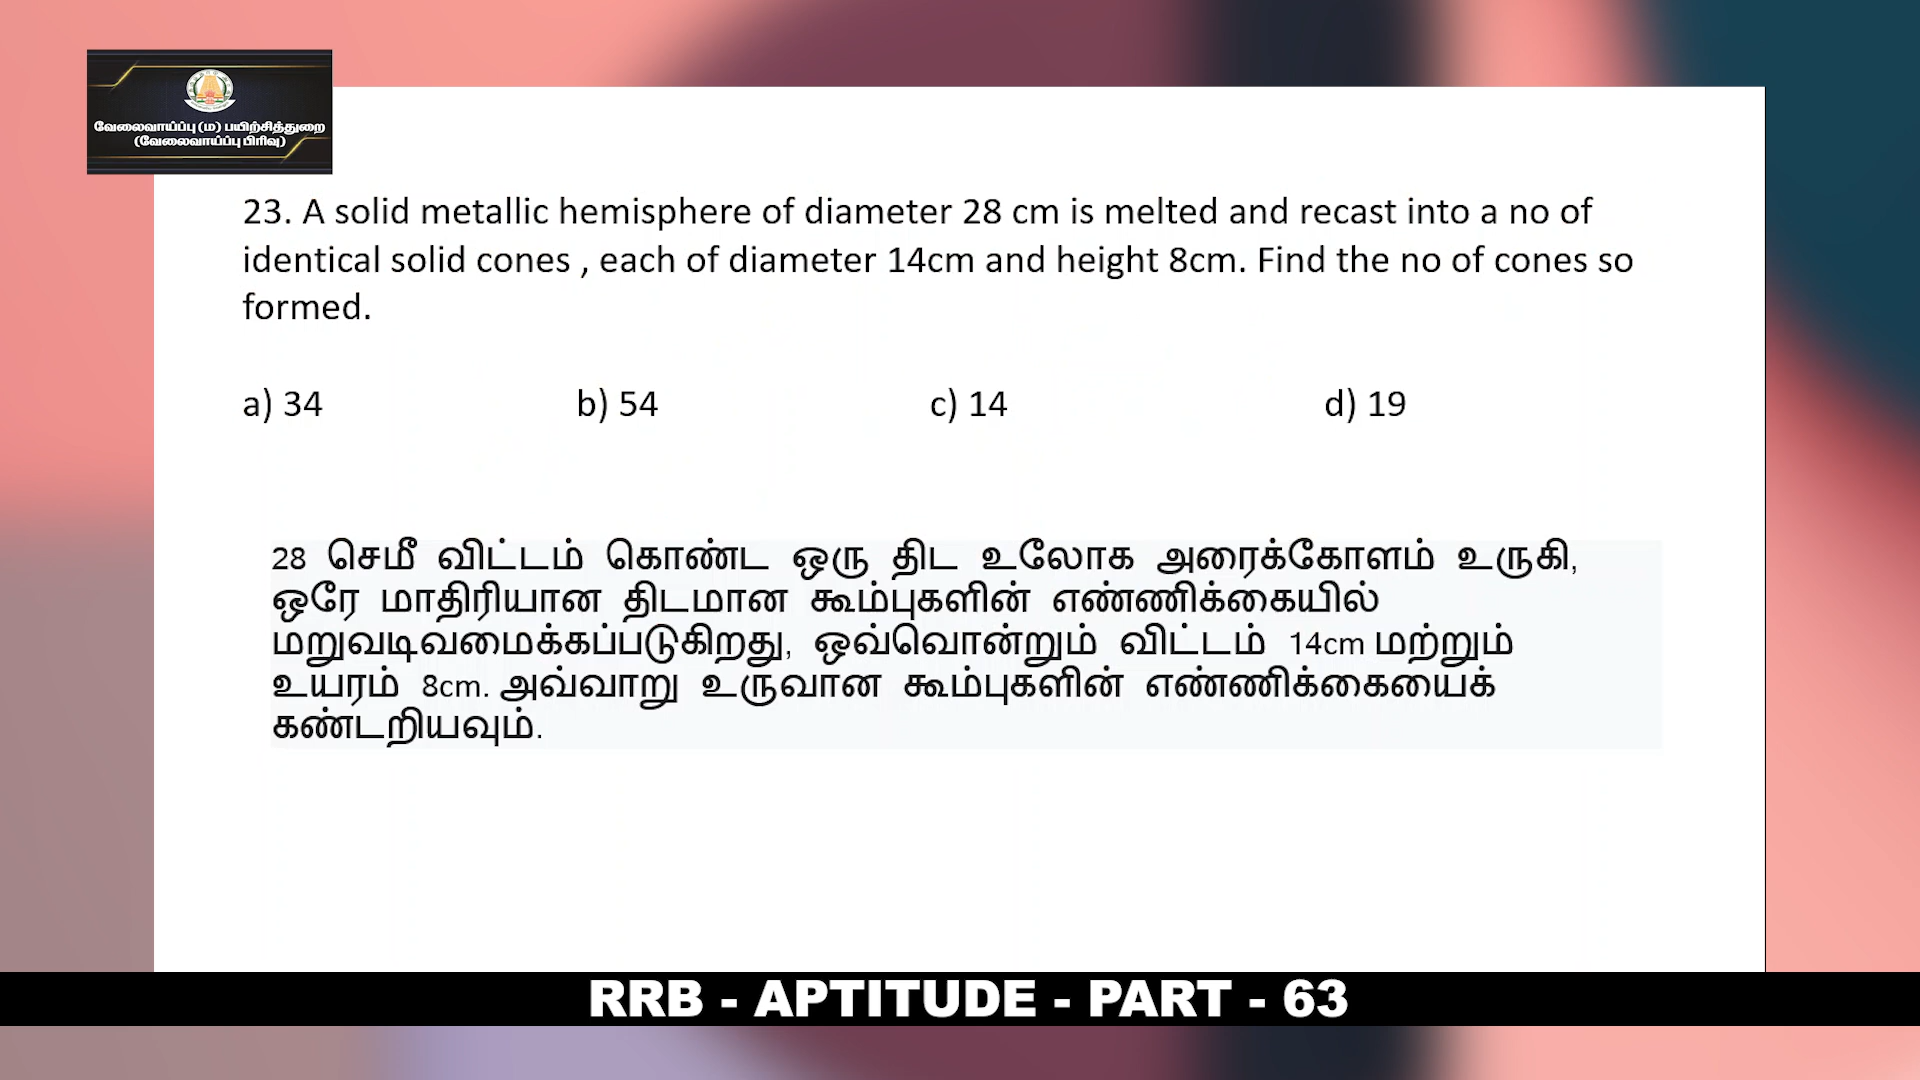 வேலைவாய்ப்பு (ம) பயிற்சித்துறை
(வேலைவாய்ப்பு பிரிவு)
23. A solid metallic hemisphere of diameter 28 cm is melted and recast into a no of
identical solid cones , each of diameter 14cm and height 8cm. Find the no of cones so
formed.
a) 34 b) 54 c) 14 d) 19
28 செமீ விட்டம் கொண்ட ஒரு திட உலோக அரைக்கோளம் உருகி,
ஒரே மாதிரியான திடமான கூம்புகளின் எண்ணிக்கையில்
மறுவடிவமைக்கப்படுகிறது, ஒவ்வொன்றும் விட்டம் 14cm மற்றும்
உயரம் 8cm. அவ்வாறு உருவான கூம்புகளின் எண்ணிக்கையைக்
கண்டறியவும்.
RRB - APTITUDE - PART - 63